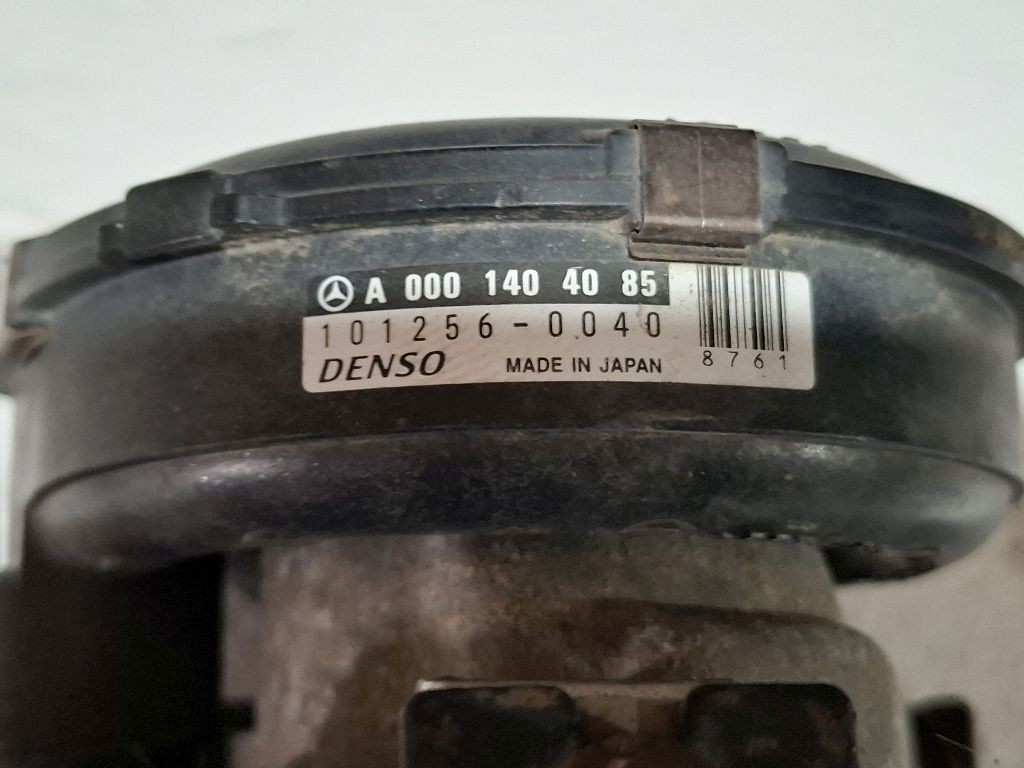 A 000 140 40 85
101256-0040
DENSO MADE IN JAPAN
8761